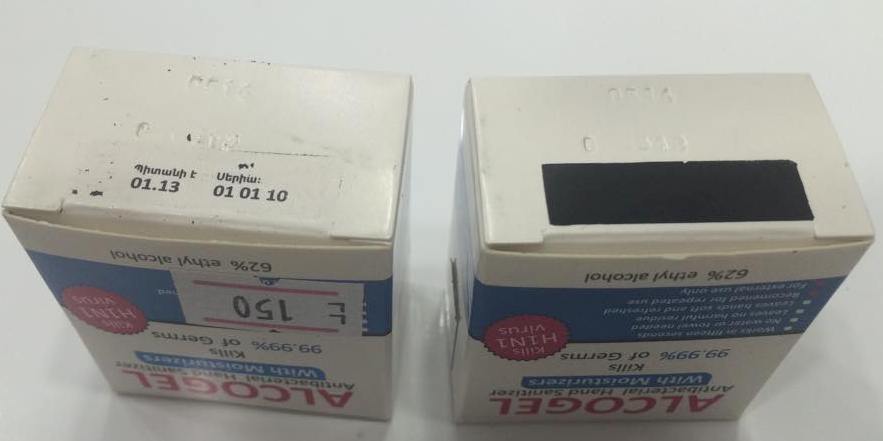 0514
Պիտանի է Սերիա:
01.13 01 01 10
62% ethyl alcohol
150
Kills
H1N1
VIRUS
99.99% of Germs
Kills
With Moisturizers
Antibacterial Hand Sanitizer
ALCOGEL
0514
62% ethyl alcohol
For external use only
Recommended for repeated use
Leaves hands soft and refreshed
Leaves no harmful residue
No water or towel needed
Works in fifteen seconds
Kills
H1N1
VIRUS
99.99% of Germs
Kills
With Moisturizers
Antibacterial Hand Sanitizer
ALCOGEL